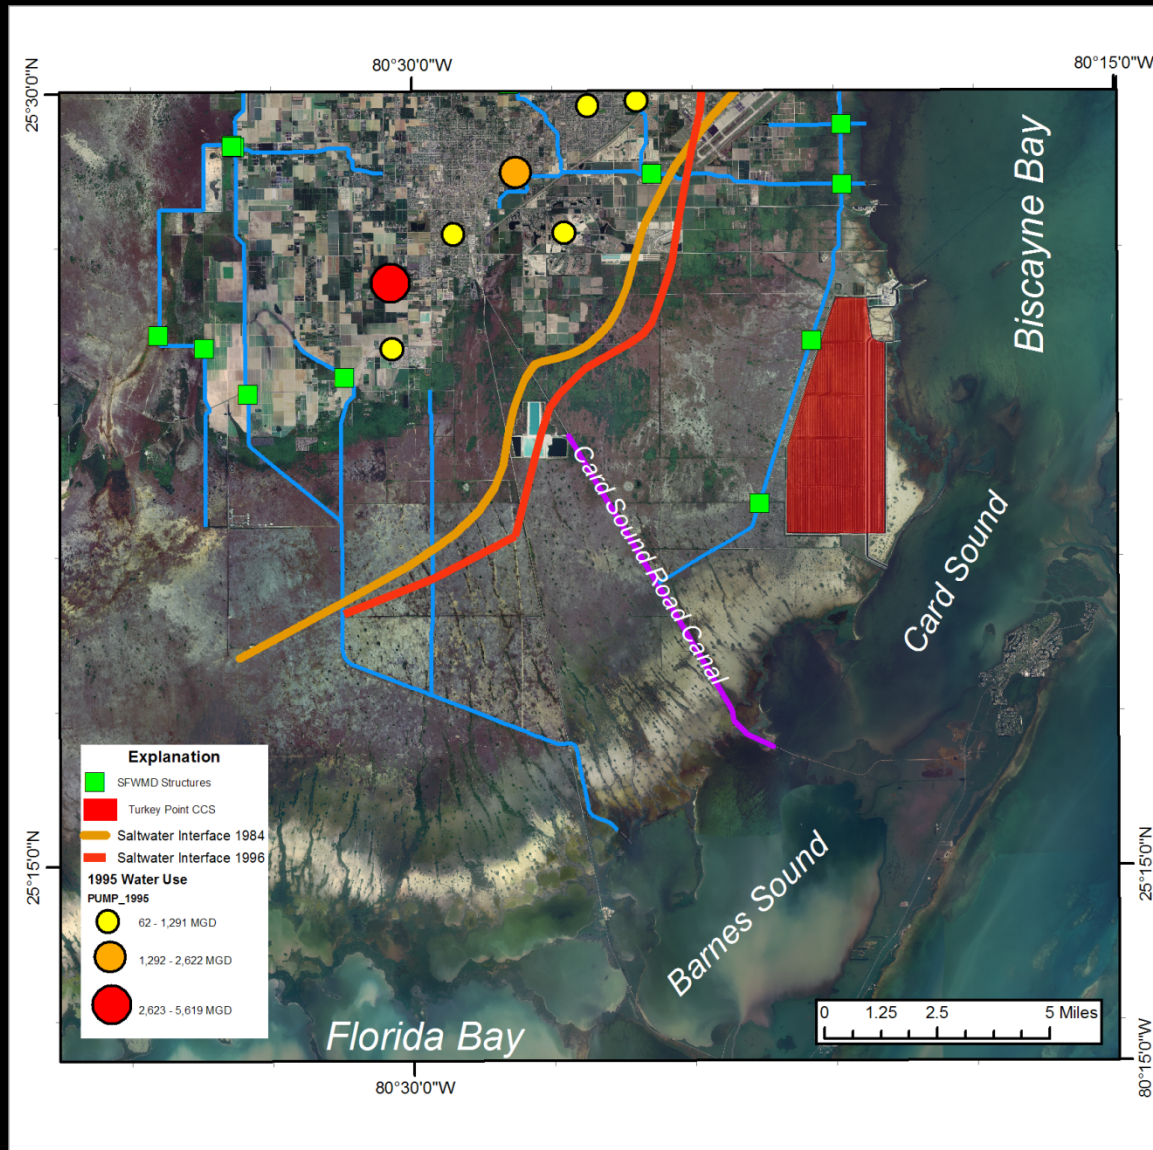 80°30'0"W
80°15'0"W
25°30'0"N
Biscayne Bay
Card Sound Road Canal
Card Sound
Explanation
SFWMD Structures
Turkey Point CCS
Saltwater Interface 1984
Saltwater Interface 1996
1995 Water Use
PUMP_1995
62 - 1,291 MGD
1,292 - 2,622 MGD
2,623 - 5,619 MGD
25°15'0"N
25°15'0"N
Barnes Sound
Florida Bay
0 1.25 2.5 5 Miles
80°30'0"W
80°15'0"W